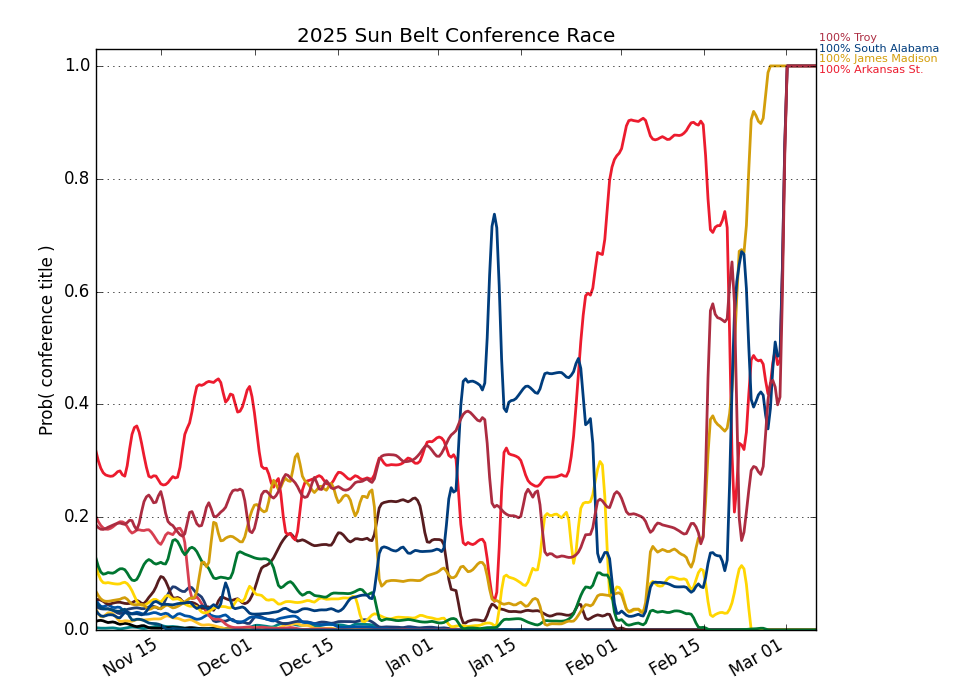 2025 Sun Belt Conference Race
100% Troy
100% South Alabama
100% James Madison
100% Arkansas St.
Prob( conference title )
1.0
0.8
0.6
0.4
0.2
0.0
Nov 15
Dec 01
Dec 15
Jan 01
Jan 15
Feb 01
Feb 15
Mar 01